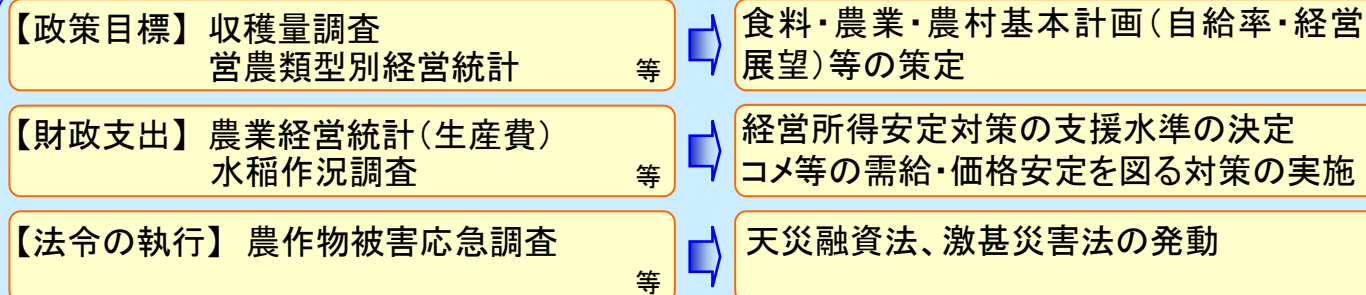 【政策目標】 収穫量調査
営農類型別経営統計 等
食料・農業・農村基本計画(自給率・経営
展望)等の策定
【財政支出】 農業経営統計(生産費)
水稲作況調査 等
経営所得安定対策の支援水準の決定
コメ等の需給・価格安定を図る対策の実施
【法令の執行】 農作物被害応急調査
等
天災融資法、激甚災害法の発動